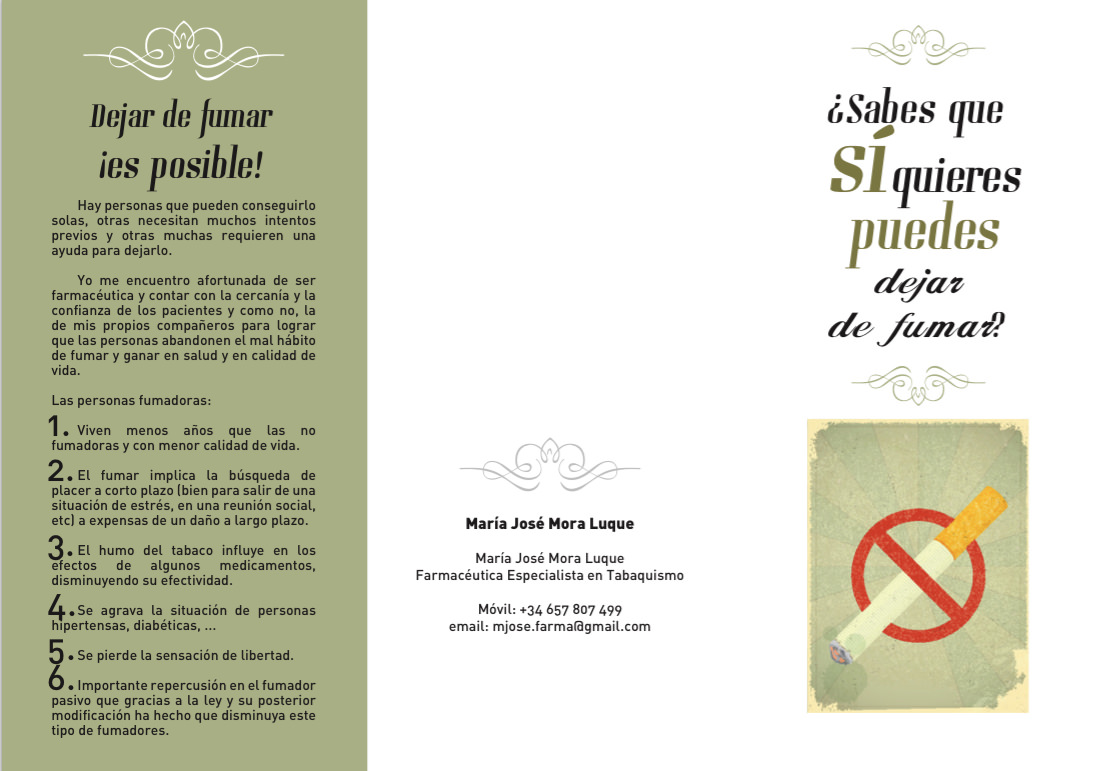 Dejar de fumar
¡es posible!
Hay personas que pueden conseguirlo
solas, otras necesitan muchos intentos
previos y otras muchas requieren una
ayuda para dejarlo.
Yo me encuentro afortunada de ser
farmacéutica y contar con la cercanía y la
confianza de los pacientes y como no, la
de mis propios compañeros para lograr
que las personas abandonen el mal hábito
de fumar y ganar en salud y en calidad de
vida.
Las personas fumadoras:
1. Viven menos años que las no
fumadoras y con menor calidad de vida.
2. El fumar implica la búsqueda de
placer a corto plazo (bien para salir de una
situación de estrés, en una reunión social,
etc) a expensas de un daño a largo plazo.
3. El humo del tabaco influye en los
efectos de algunos medicamentos,
disminuyendo su efectividad.
4. Se agrava la situación de personas
hipertensas, diabéticas, ...
5. Se pierde la sensación de libertad.
6. Importante repercusión en el fumador
pasivo que gracias a la ley y su posterior
modificación ha hecho que disminuya este
tipo de fumadores.
María José Mora Luque
María José Mora Luque
Farmacéutica Especialista en Tabaquismo
Móvil: +34 657 807 499
email: mjose.farma@gmail.com
¿Sabes que
SÍ quieres
puedes
dejar
de fumar?